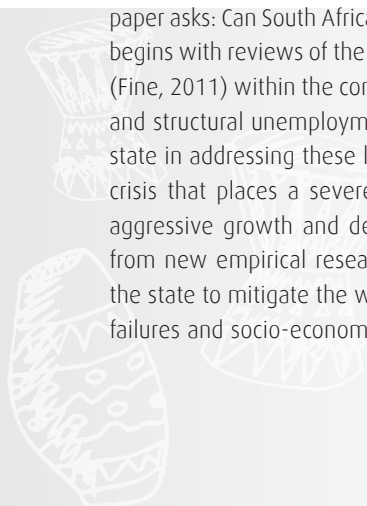 paper asks: Can South Africa
begins with reviews of the
(Fine, 2011) within the con
and structural unemploym
state in addressing these l
crisis that places a severe
aggressive growth and de
from new empirical resea
the state to mitigate the w
failures and socio-econom